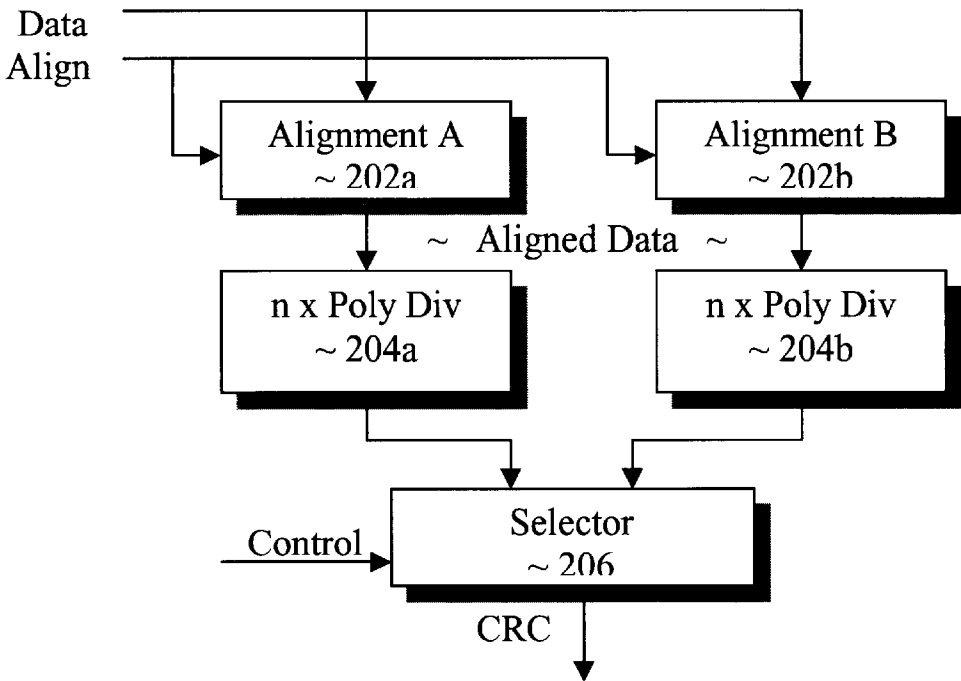 Data
Align
Alignment A
~ 202a
Alignment B
~ 202b
~ Aligned Data ~
n x Poly Div
~ 204a
n x Poly Div
~ 204b
Selector
~ 206
Control
CRC